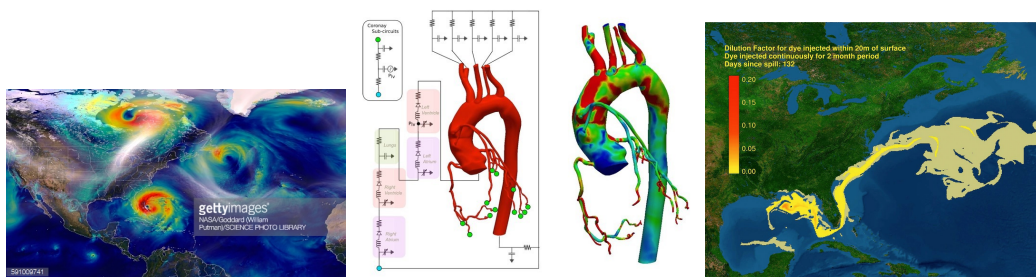 gettyimages®
NASA/Goddard (William
Putman)/SCIENCE PHOTO LIBRARY
591009741
Coronay
Sub-circuits
Lungs
Right
Ventricle
Right
Atrium
Left
Ventricle
Left
Atrium
Dilution Factor for dye injected within 20m of surface
Dye injected continuously for 2 month period
Days since spill: 132
0.20
0.15
0.10
0.05
0.00